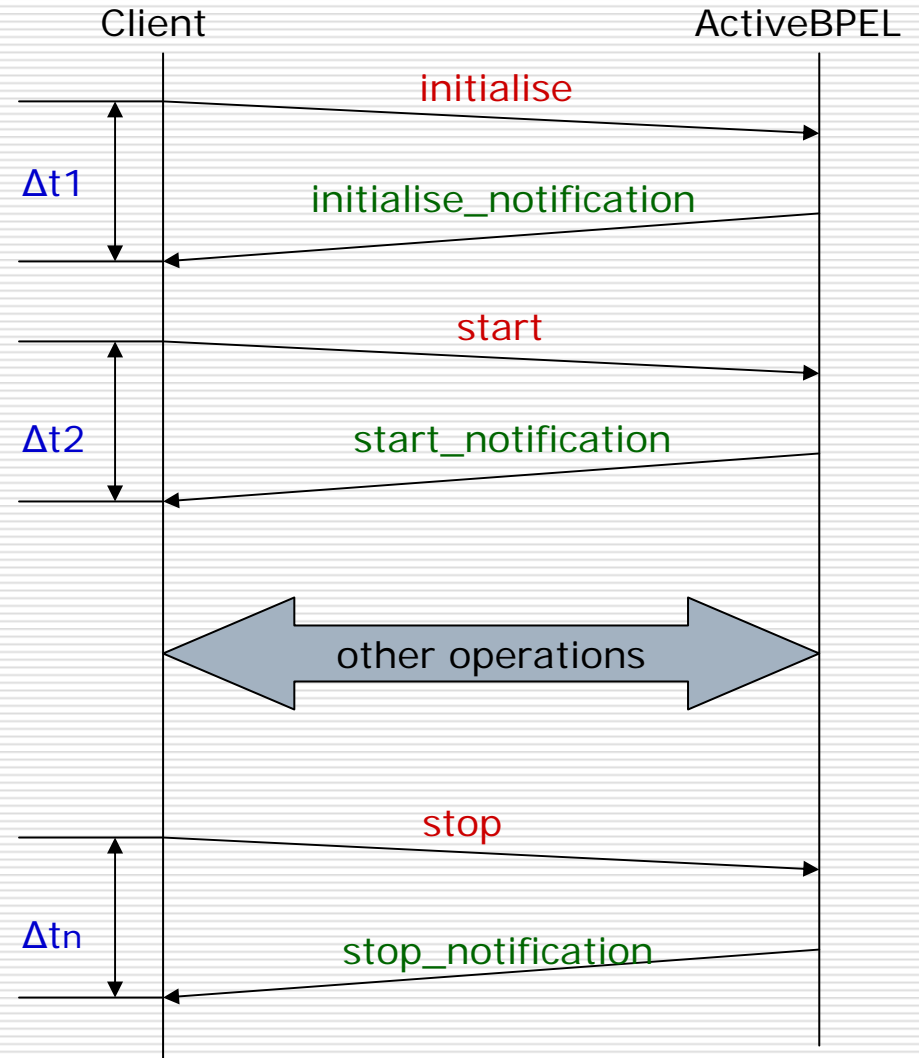 Client
ActiveBPEL
initialise
Δt1
initialise_notification
start
Δt2
start_notification
other operations
stop
Δtn
stop_notification